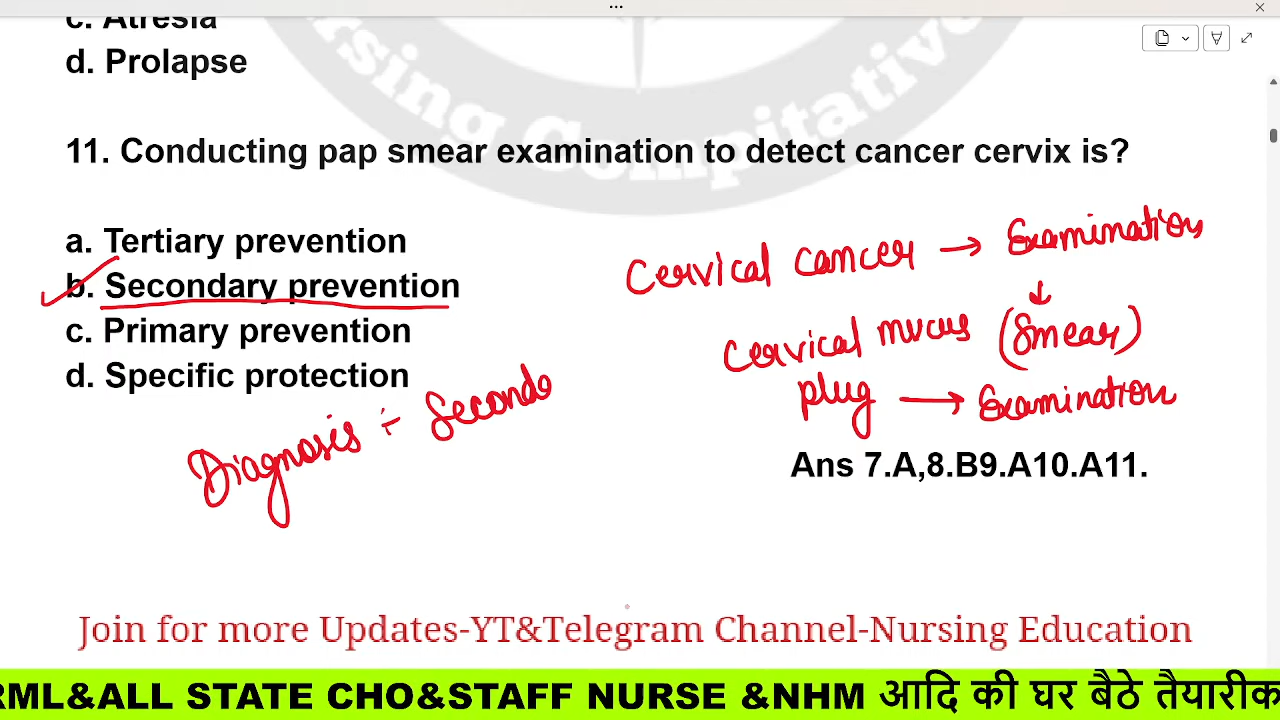 c. Atresia
d. Prolapse
11. Conducting pap smear examination to detect cancer cervix is?
a. Tertiary prevention
b. Secondary prevention
c. Primary prevention
d. Specific protection
Cervical cancer → Examination
↓
Cervical mucus (Smear)
plug → Examination
Diagnosis ÷ Seconda
Ans 7.A,8.B9.A10.A11.
Join for more Updates-YT&Telegram Channel-Nursing Education
RML&ALL STATE CHO&STAFF NURSE &NHM आदि की घर बैठे तैयारीक